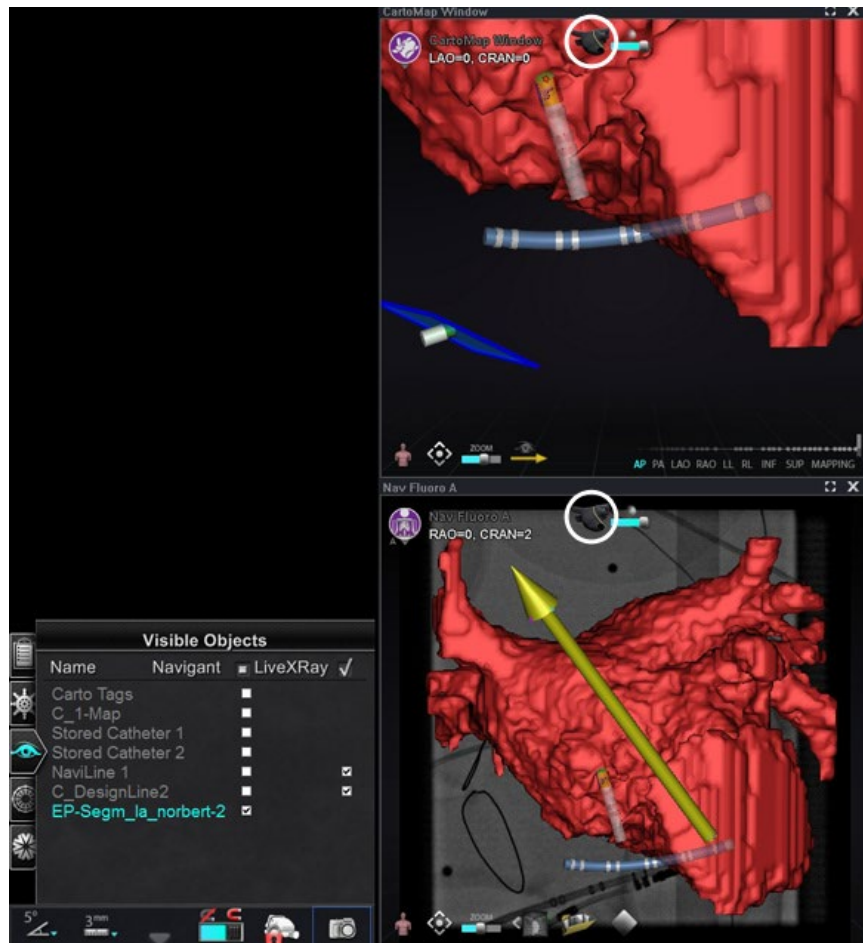 CartoMap Window
CartoMap Window
LAO=0, CRAN=0
ZOOM
AP PA LAO RAO LL RL INF SUP MAPPING
Nav Fluoro A
Nav Fluoro A
RAO=0, CRAN=2
A
ZOOM
Visible Objects
Name Navigant LiveXRay
Carto Tags
C_1-Map
Stored Catheter 1
Stored Catheter 2
NaviLine 1
C_DesignLine2
EP-Segm_la_norbert-2
5°
3mm